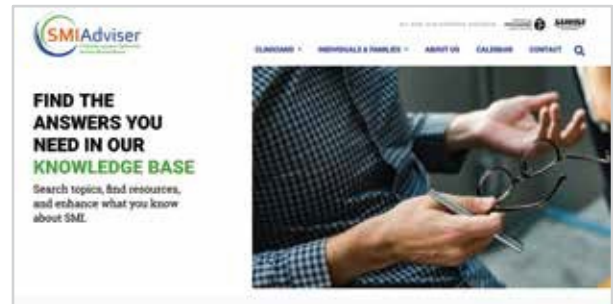 SMIAdviser
CLINICIANS INDIVIDUALS & FAMILIES ABOUT US CALENDAR CONTACT
FIND THE
ANSWERS YOU
NEED IN OUR
KNOWLEDGE BASE
Search topics, find resources,
and enhance what you know
about SMI.